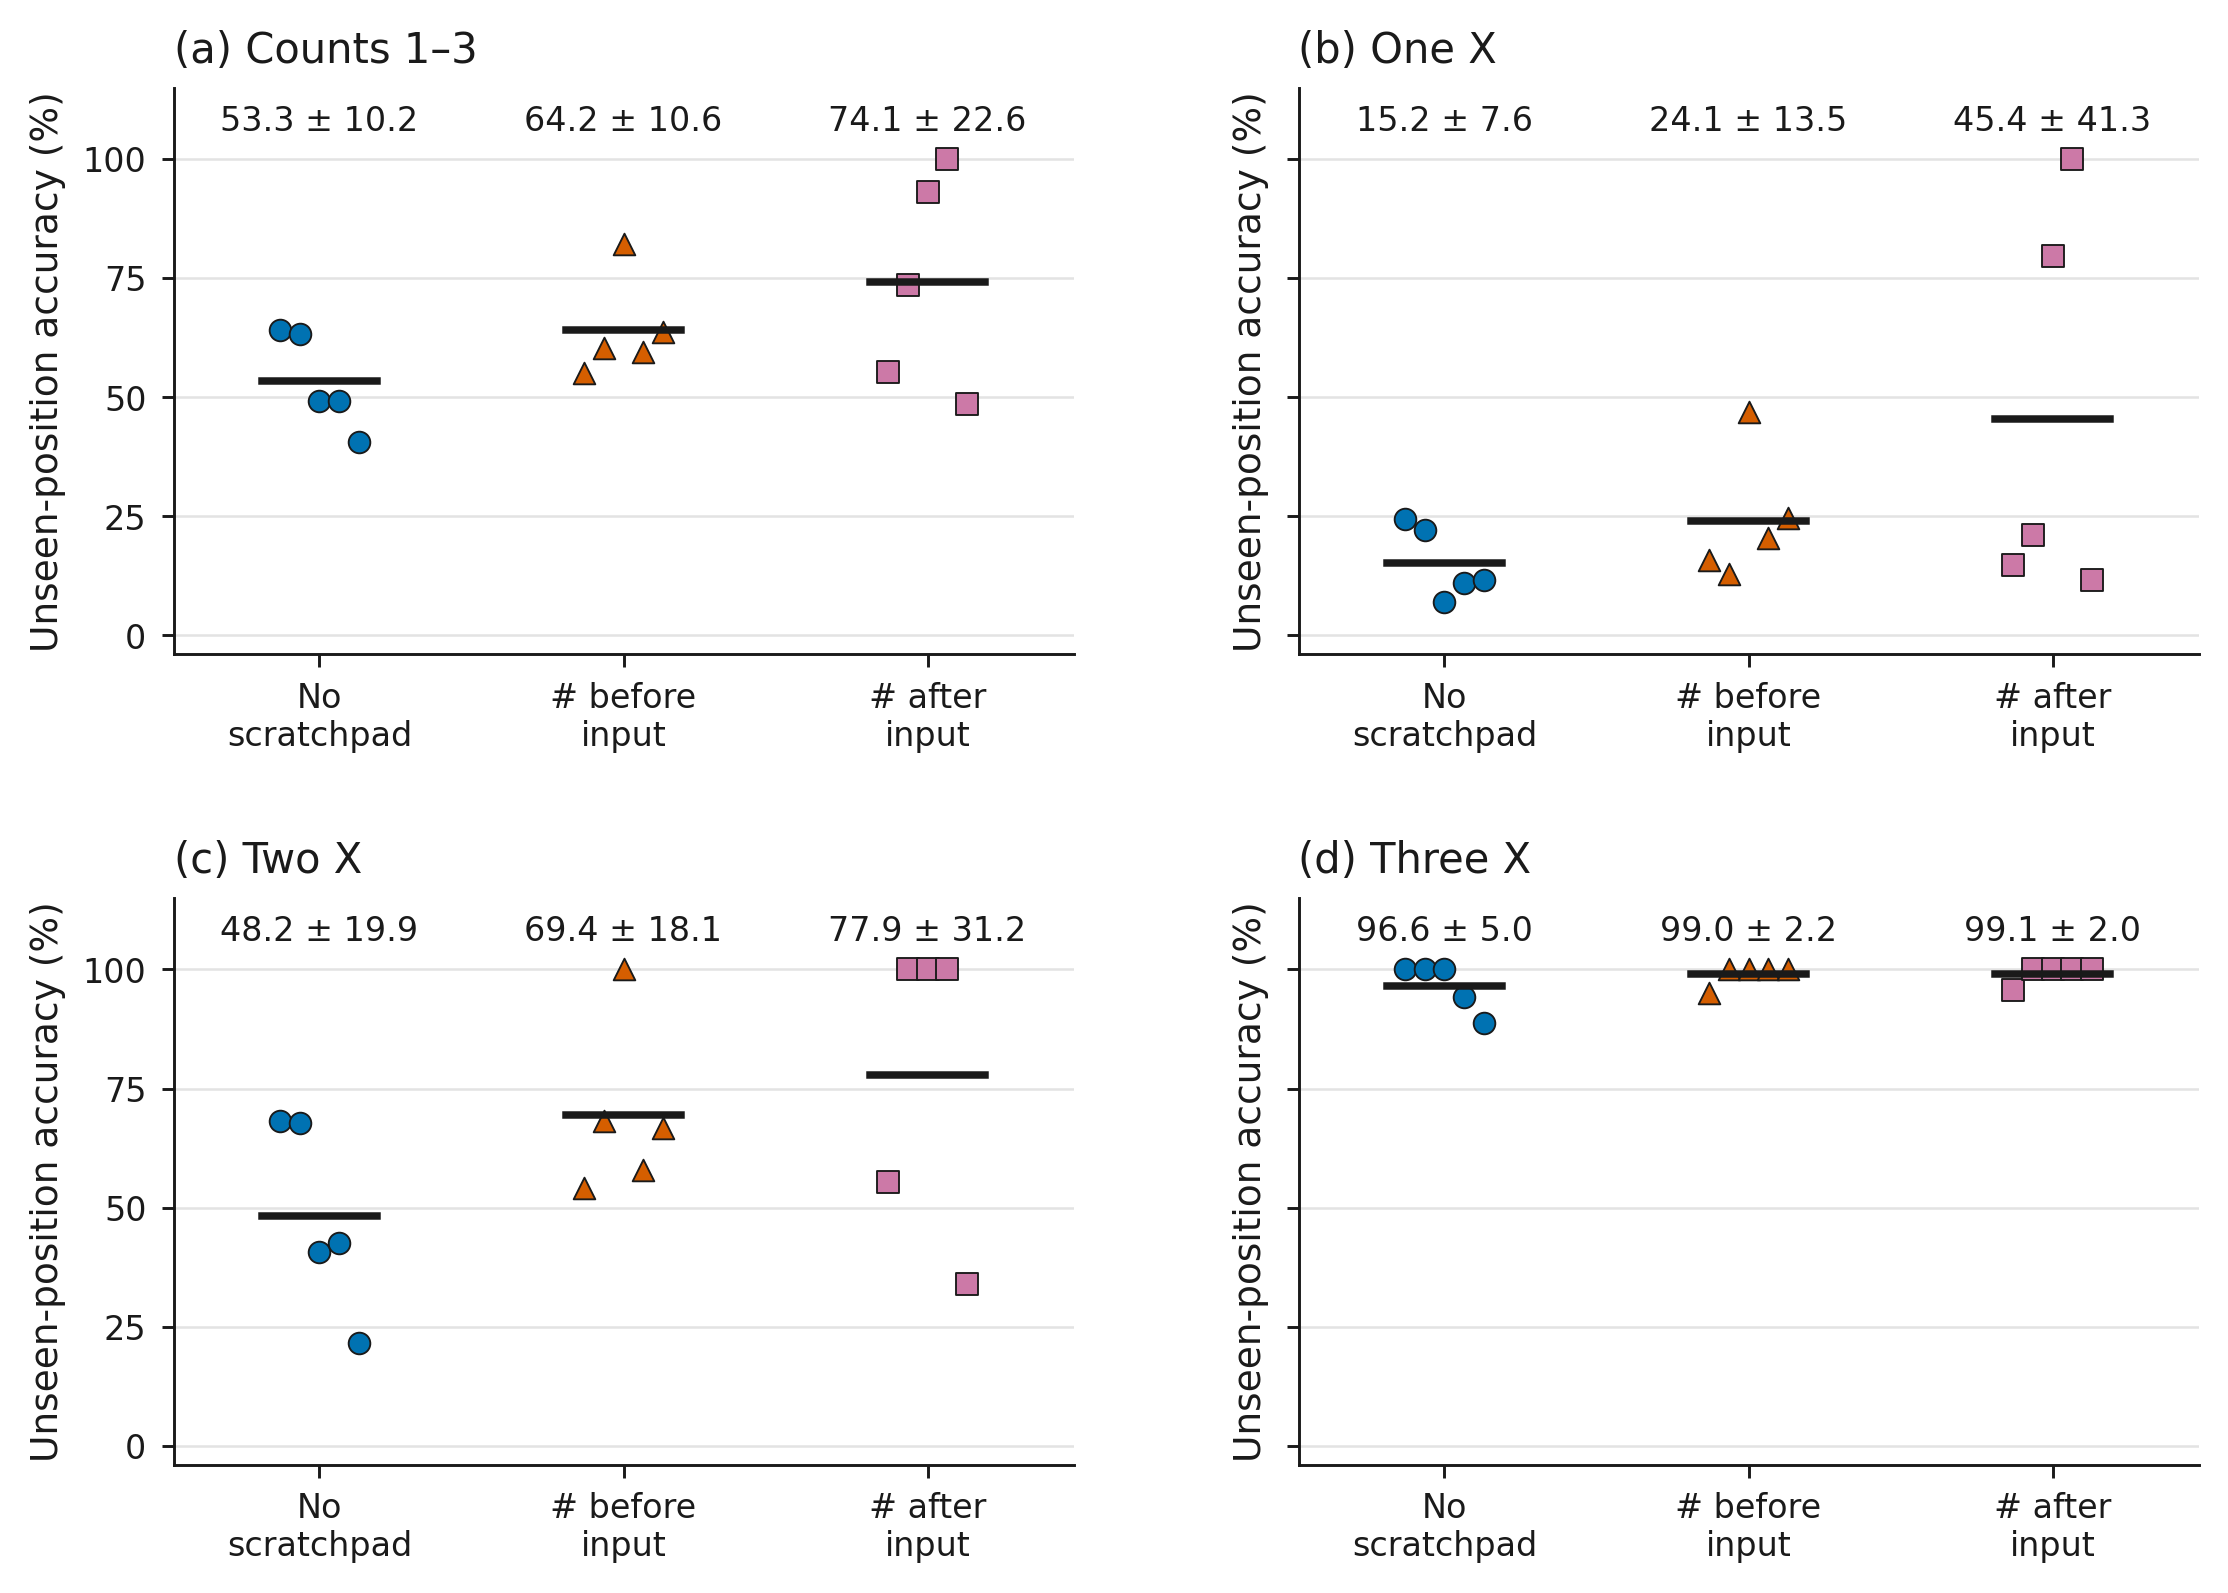 (a) Counts 1–3
Unseen-position accuracy (%)
53.3 ± 10.2 64.2 ± 10.6 74.1 ± 22.6
100
75
50
25
0
No scratchpad
# before input
# after input
(b) One X
Unseen-position accuracy (%)
15.2 ± 7.6 24.1 ± 13.5 45.4 ± 41.3
No scratchpad
# before input
# after input
(c) Two X
Unseen-position accuracy (%)
48.2 ± 19.9 69.4 ± 18.1 77.9 ± 31.2
100
75
50
25
0
No scratchpad
# before input
# after input
(d) Three X
Unseen-position accuracy (%)
96.6 ± 5.0 99.0 ± 2.2 99.1 ± 2.0
No scratchpad
# before input
# after input